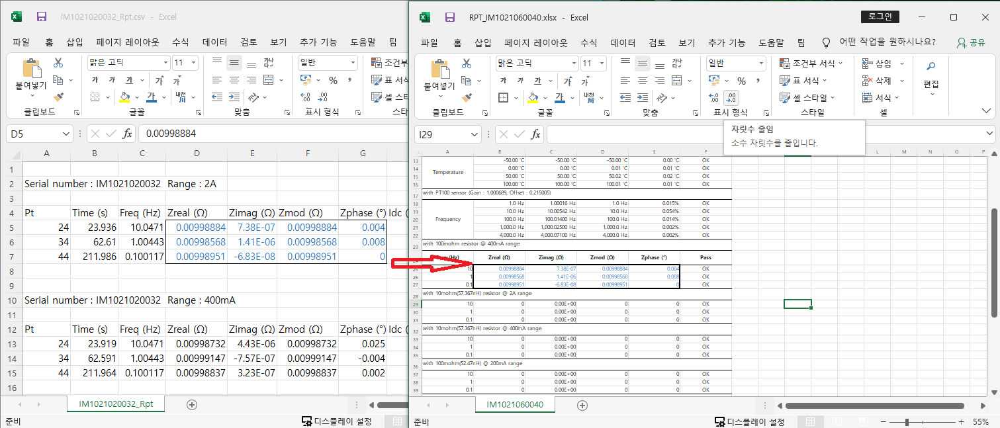 IM1021020032_Rpt.csv - Excel
파일 홈 삽입 페이지 레이아웃 수식 데이터 검토 보기 추가 기능 도움말 팀
맑은 고딕 11 일반 조건부
붙여넣기 가 가 가 가 가 % , 표 서식
내천 셀 스타
클립보드 글꼴 맞춤 표시 형식 스타
D5 fx 0.00998884
A B C D E F G
1
2 Serial number : IM1021020032 Range : 2A
3
4 Pt Time (s) Freq (Hz) Zreal (Ω) Zimag (Ω) Zmod (Ω) Zphase (°) Idc (
5 24 23.936 10.0471 0.00998884 7.38E-07 0.00998884 0.004
6 34 62.61 1.00443 0.00998568 1.41E-06 0.00998568 0.008
7 44 211.986 0.100117 0.00998951 -6.83E-08 0.00998951 0
8
9
10 Serial number : IM1021020032 Range : 400mA
11
12 Pt Time (s) Freq (Hz) Zreal (Ω) Zimag (Ω) Zmod (Ω) Zphase (°) Idc (
13 24 23.919 10.0471 0.00998732 4.43E-06 0.00998732 0.025
14 34 62.591 1.00443 0.00999147 -7.57E-07 0.00999147 -0.004
15 44 211.964 0.100117 0.00998837 3.23E-07 0.00998837 0.002
16
IM1021020032_Rpt
준비 디스플레이 설정
RPT_IM1021060040.xlsx - Excel 로그인
파일 홈 삽입 페이지 레이아웃 수식 데이터 검토 보기 추가 기능 도움말 팀 어떤 작업을 원하시나요? 공유
맑은 고딕 11 일반 조건부 서식 삽입
붙여넣기 가 가 가 가 가 % , 표 서식 삭제 편집
내천 셀 스타일 서식
클립보드 글꼴 맞춤 표시 형식 스타일 셀
I29 fx
자릿수 줄임
소수 자릿수를 줄입니다.
A B C D E F L M N O P
13 -50.00 °C -50.00 °C -50.00 °C 0.00 °C OK
14 0.00 °C 0.00 °C 0.01 °C 0.01 °C OK
Temperature
15 50.00 °C 50.00 °C 50.02 °C 0.02 °C OK
16 100.00 °C 100.00 °C 100.01 °C 0.01 °C OK
17 with PT100 sensor (Gain : 1.000689, Offset : 0.215005)
18 1.0 Hz 1.00016 Hz 1.0 Hz 0.015% OK
19 10.0 Hz 10.00542 Hz 10.0 Hz 0.054% OK
20 Frequency 100.0 Hz 100.01400 Hz 100.0 Hz 0.014% OK
21 1,000.0 Hz 1,000.02500 Hz 1,000.0 Hz 0.002% OK
22 4,000.0 Hz 4,000.07100 Hz 4,000.0 Hz 0.002% OK
23 with 100mohm resistor @ 400mA range
(Hz) Zreal (Ω) Zimag (Ω) Zmod (Ω) Zphase (°) Pass
25 10 0.00998884 7.38E-07 0.00998884 0.004 OK
26 1 0.00998568 1.41E-06 0.00998568 0.008 OK
27 0.1 0.00998951 -6.83E-08 0.00998951 0 OK
28 with 10mohm(57.367nH) resistor @ 2A range
29 10 0 0.00E+00 0 0 OK
30 1 0 0.00E+00 0 0 OK
31 0.1 0 0.00E+00 0 0 OK
32 with 10mohm(57.367nH) resistor @ 400mA range
33 10 0 0.00E+00 0 0 OK
34 1 0 0.00E+00 0 0 OK
35 0.1 0 0.00E+00 0 0 OK
36 with 100mohm(52.47nH) @ 200mA range
37 10 0 0.00E+00 0 0 OK
38 1 0 0.00E+00 0 0 OK
39 0.1 0 0.00E+00 0 0 OK
IM1021060040
준비 디스플레이 설정 55%